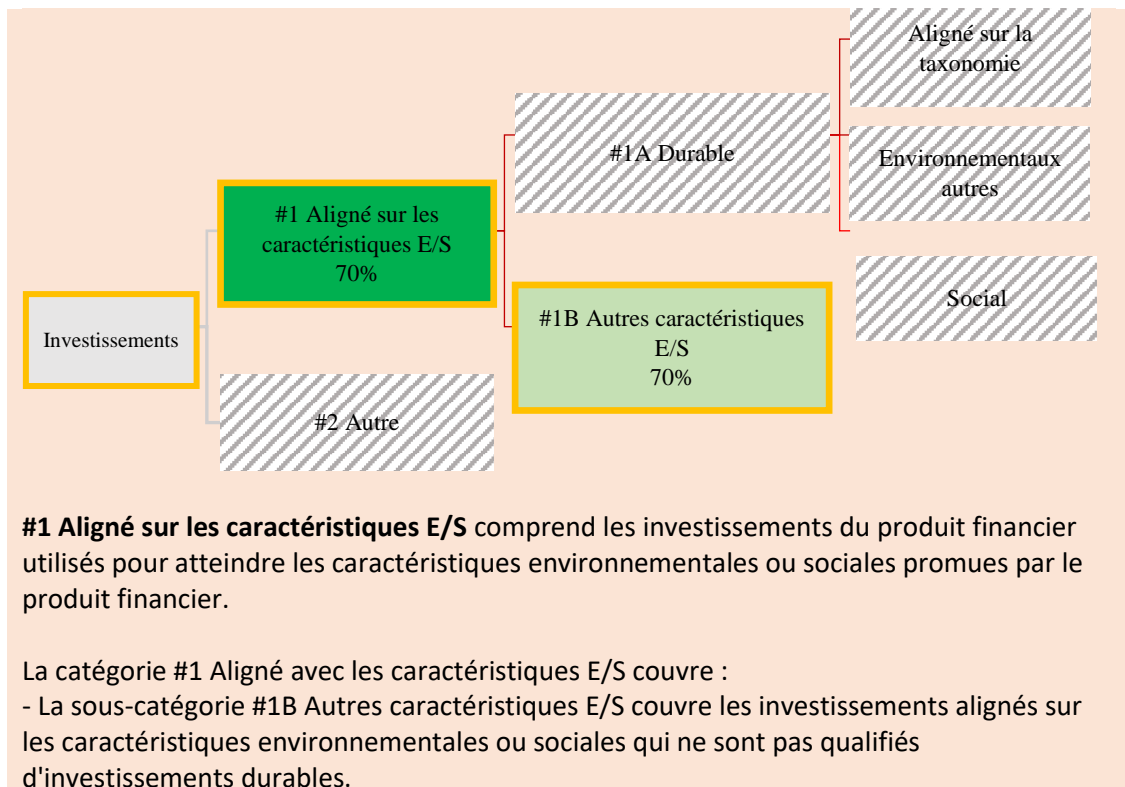 Aligné sur la
taxonomie
#1A Durable
Environnementaux
autres
#1 Aligné sur les
caractéristiques E/S
70%
Social
#1B Autres caractéristiques
E/S
70%
Investissements
#2 Autre
#1 Aligné sur les caractéristiques E/S comprend les investissements du produit financier
utilisés pour atteindre les caractéristiques environnementales ou sociales promues par le
produit financier.
La catégorie #1 Aligné avec les caractéristiques E/S couvre :
- La sous-catégorie #1B Autres caractéristiques E/S couvre les investissements alignés sur
les caractéristiques environnementales ou sociales qui ne sont pas qualifiés
d'investissements durables.